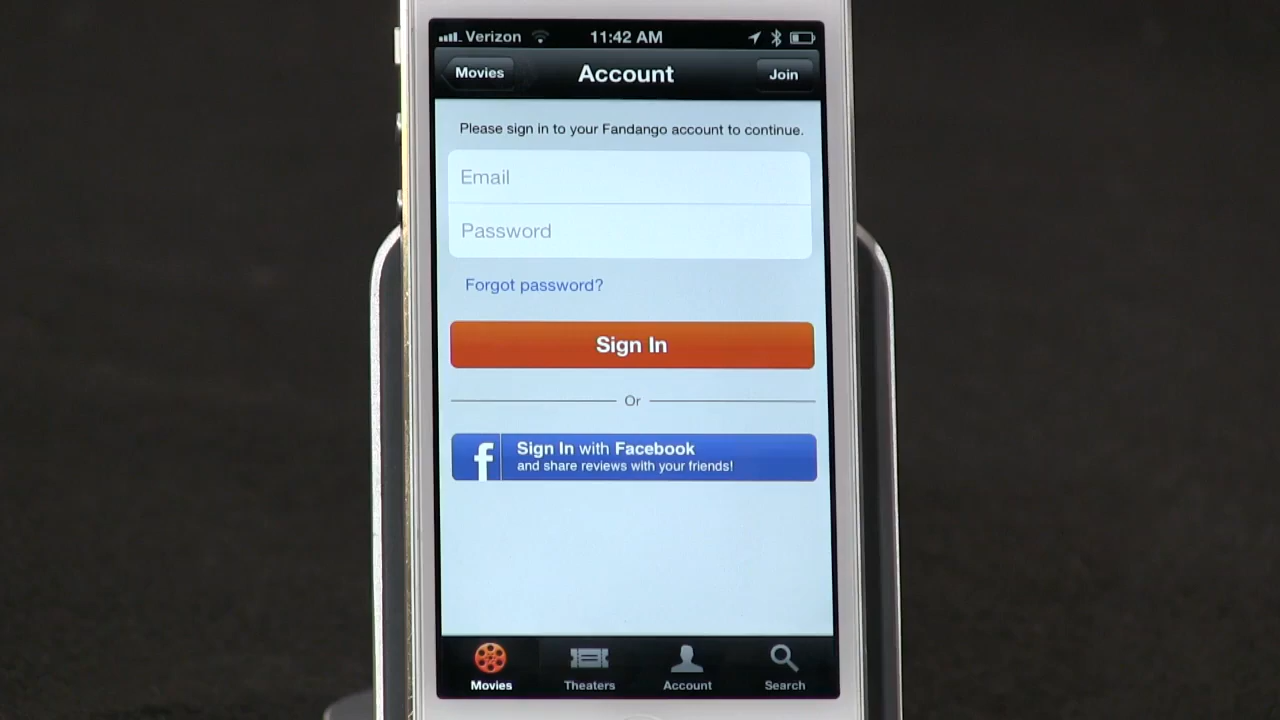 Verizon 11:42 AM
Movies Account Join
Please sign in to your Fandango account to continue.
Email
Password
Forgot password?
Sign In
Or
f Sign In with Facebook
and share reviews with your friends!
Movies Theaters Account Search